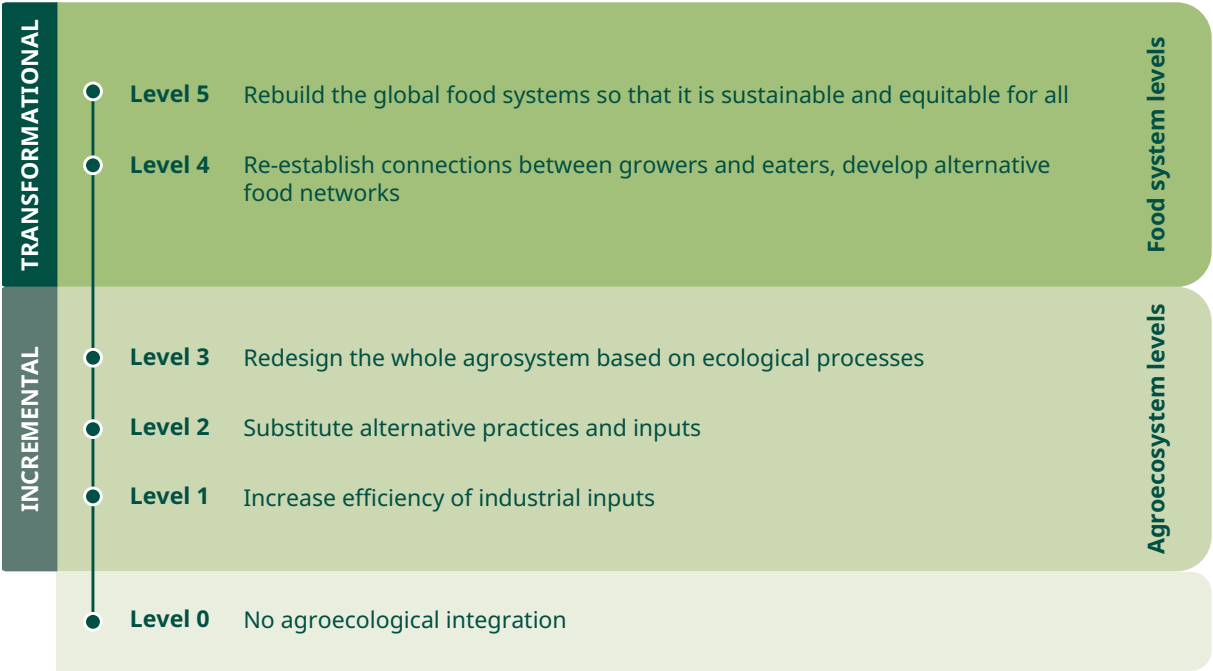 TRANSFORMATIONAL
Level 5 Rebuild the global food systems so that it is sustainable and equitable for all
Level 4 Re-establish connections between growers and eaters, develop alternative
food networks
Food system levels
INCREMENTAL
Level 3 Redesign the whole agrosystem based on ecological processes
Level 2 Substitute alternative practices and inputs
Level 1 Increase efficiency of industrial inputs
Agroecosystem levels
Level 0 No agroecological integration